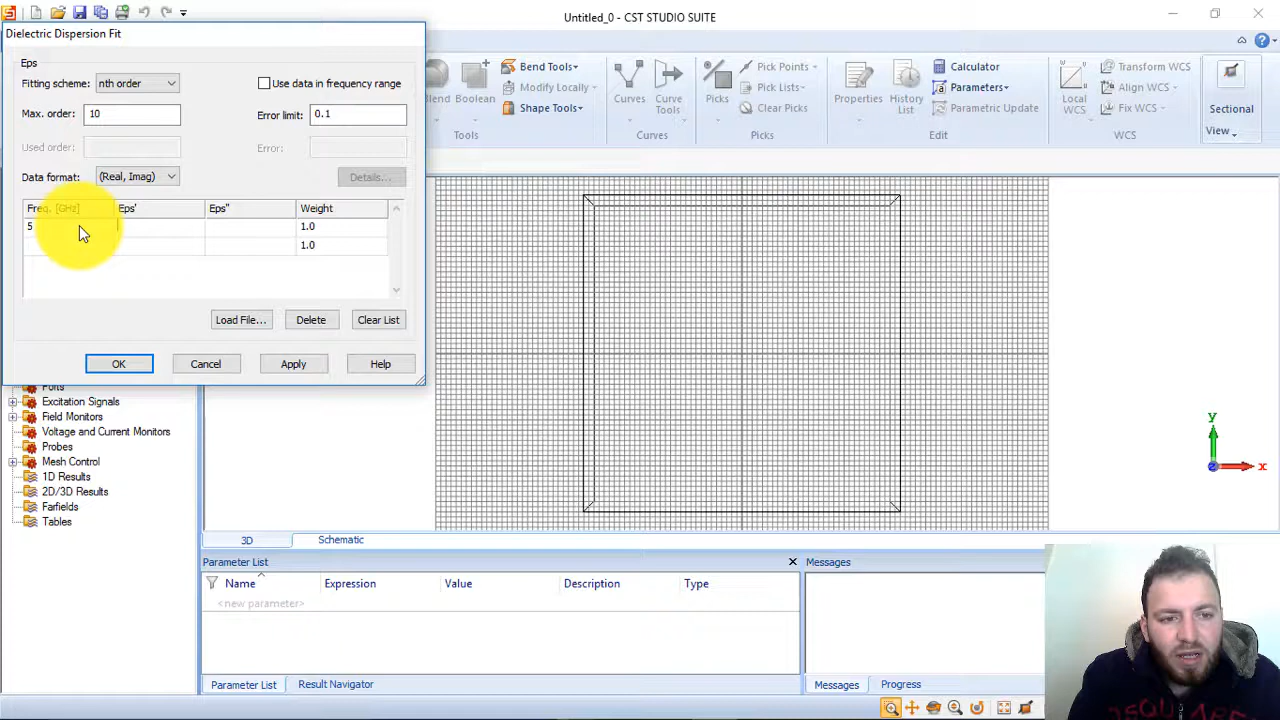 Untitled_0 - CST STUDIO SUITE
Dielectric Dispersion Fit
Eps
Fitting scheme: nth order
Use data in frequency range
Max. order: 10
Error limit: 0.1
Used order:
Error:
Data format: (Real, Imag)
Details...
Freq. [GHz] Eps' Eps" Weight
5 1.0
1.0
Load File... Delete Clear List
OK Cancel Apply Help
Blend
Boolean
Bend Tools
Modify Locally
Shape Tools
Tools
Curves
Curve Tools
Curves
Picks
Pick Points
Pick Lists
Clear Picks
Picks
Properties
History List
Calculator
Parameters
Parametric Update
Edit
Local WCS
Transform WCS
Align WCS
Fix WCS
WCS
Sectional
View
Ports
Excitation Signals
Field Monitors
Voltage and Current Monitors
Probes
Mesh Control
1D Results
2D/3D Results
Farfields
Tables
y
x
3D Schematic
Parameter List
Name Expression Value Description Type
<new parameter>
Parameter List Result Navigator
Messages
Messages Progress